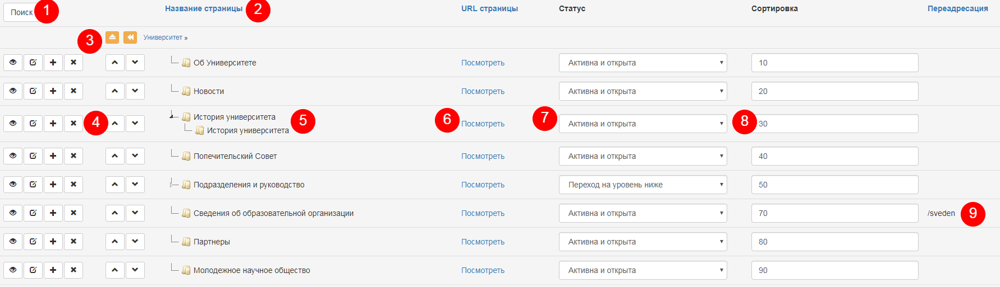 Поиск 1 Название страницы 2 URL страницы Статус Сортировка Переадресация
3 Университет »
Об Университете Посмотреть Активна и открыта 10
Новости Посмотреть Активна и открыта 20
4 История университета 5 6 Посмотреть 7 Активна и открыта 8 30
История университета
Попечительский Совет Посмотреть Активна и открыта 40
Подразделения и руководство Посмотреть Переход на уровень ниже 50
Сведения об образовательной организации Посмотреть Активна и открыта 70 /sveden 9
Партнеры Посмотреть Активна и открыта 80
Молодежное научное общество Посмотреть Активна и открыта 90